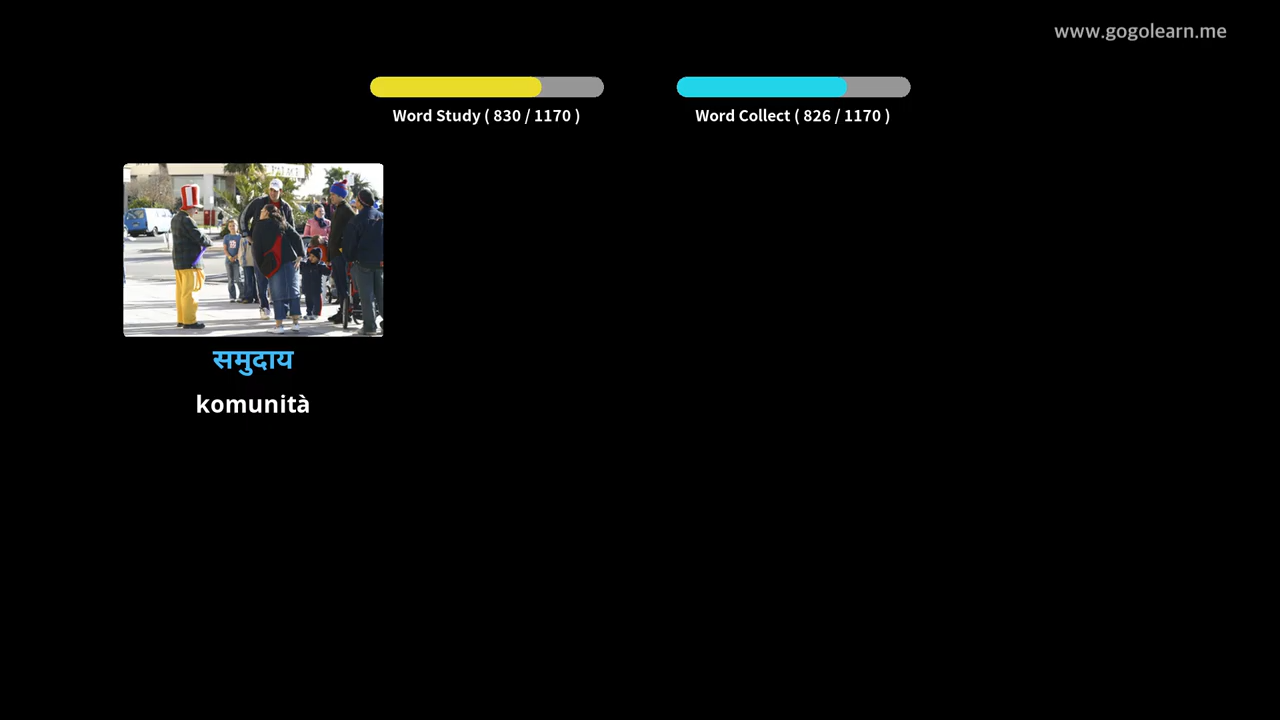 www.gogolearn.me
Word Study ( 830 / 1170 )
Word Collect ( 826 / 1170 )
समुदाय
komunità